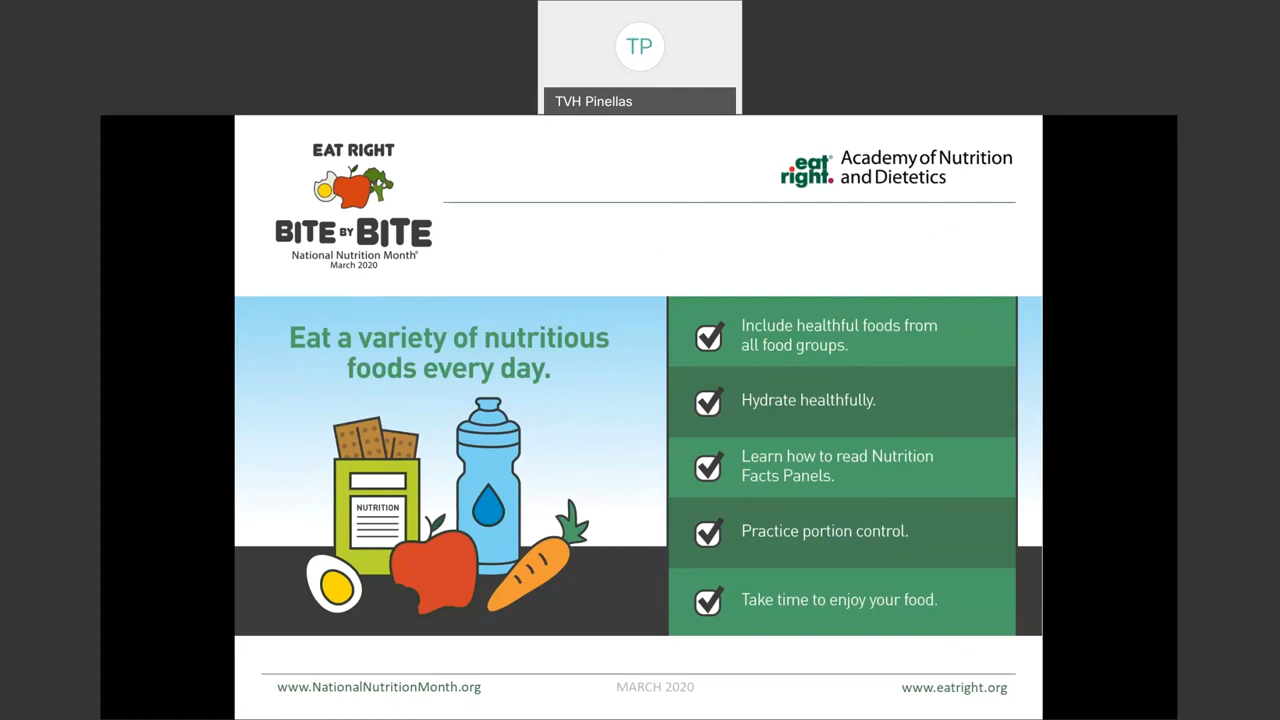 TP
TVH Pinellas
EAT RIGHT
BITE BY BITE
National Nutrition Month®
March 2020
eat right.®
Academy of Nutrition
and Dietetics
Eat a variety of nutritious
foods every day.
NUTRITION
Include healthful foods from
all food groups.
Hydrate healthfully.
Learn how to read Nutrition
Facts Panels.
Practice portion control.
Take time to enjoy your food.
www.NationalNutritionMonth.org
MARCH 2020
www.eatright.org